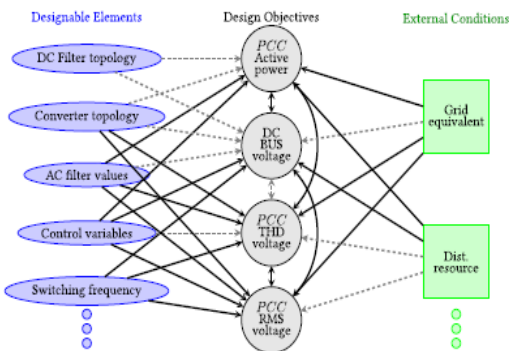 Designable Elements
Design Objectives
External Conditions
DC Filter topology
Converter topology
AC filter values
Control variables
Switching frequency
PCC
Active
power
DC
BUS
voltage
PCC
THD
voltage
PCC
RMS
voltage
Grid
equivalent
Dist.
resource